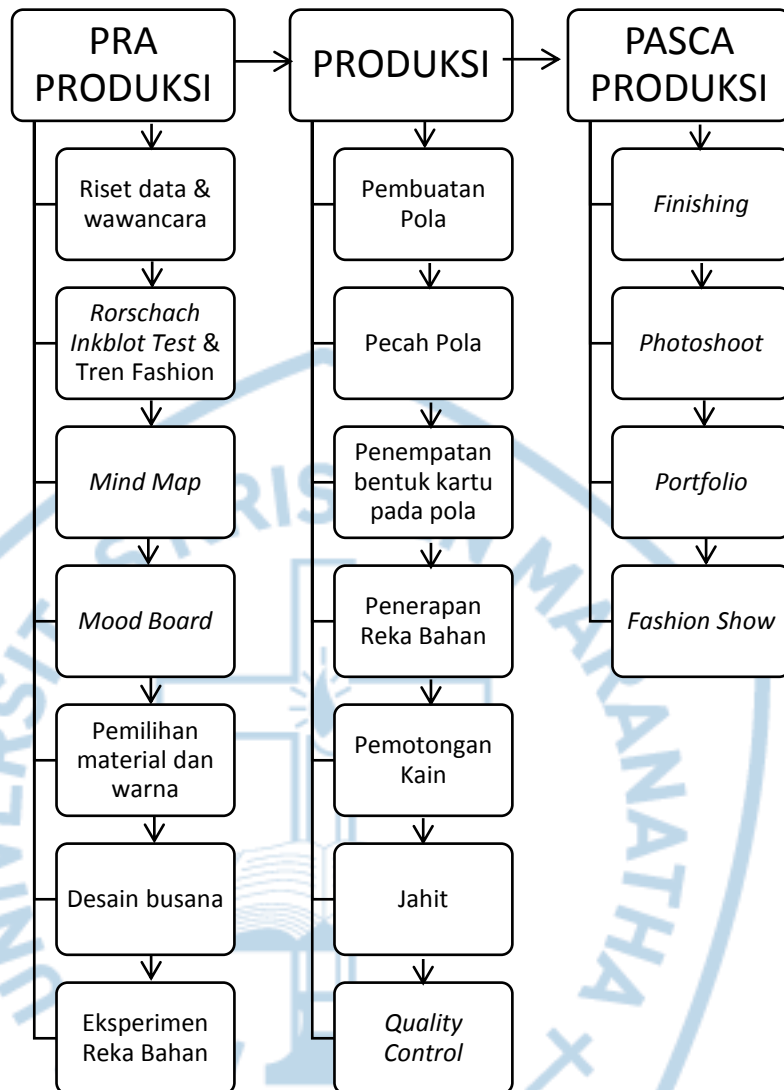 PRA
PRODUKSI
Riset data &
wawancara
Rorschach
Inkblot Test &
Tren Fashion
Mind Map
Mood Board
Pemilihan
material dan
warna
Desain busana
Eksperimen
Reka Bahan
PRODUKSI
Pembuatan
Pola
Pecah Pola
Penempatan
bentuk kartu
pada pola
Penerapan
Reka Bahan
Pemotongan
Kain
Jahit
Quality
Control
PASCA
PRODUKSI
Finishing
Photoshoot
Portfolio
Fashion Show
MARANATHA